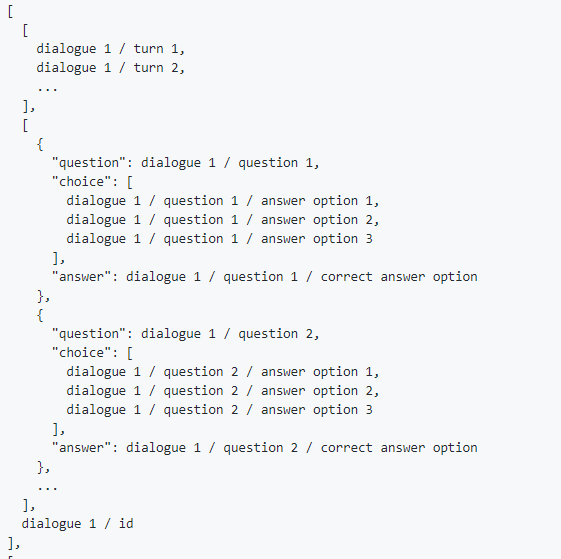 [
  [
    dialogue 1 / turn 1,
    dialogue 1 / turn 2,
    ...
  ],
  [
    {
      "question": dialogue 1 / question 1,
      "choice": [
        dialogue 1 / question 1 / answer option 1,
        dialogue 1 / question 1 / answer option 2,
        dialogue 1 / question 1 / answer option 3
      ],
      "answer": dialogue 1 / question 1 / correct answer option
    },
    {
      "question": dialogue 1 / question 2,
      "choice": [
        dialogue 1 / question 2 / answer option 1,
        dialogue 1 / question 2 / answer option 2,
        dialogue 1 / question 2 / answer option 3
      ],
      "answer": dialogue 1 / question 2 / correct answer option
    },
    ...
  ],
  dialogue 1 / id
],